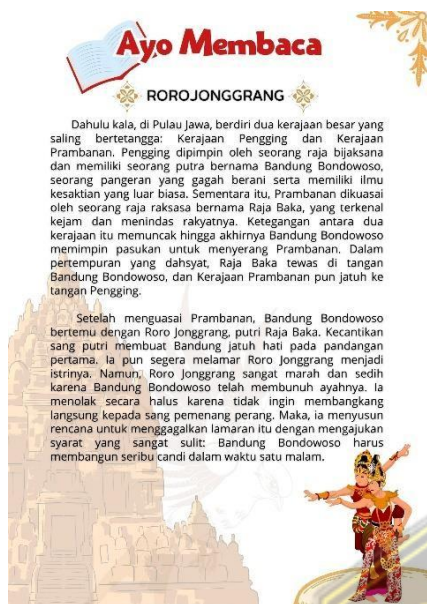 Ayo Membaca
ROROJONGGRANG
Dahulu kala, di Pulau Jawa, berdiri dua kerajaan besar yang
saling bertetangga: Kerajaan Pengging dan Kerajaan
Prambanan. Pengging dipimpin oleh seorang raja bijaksana
dan memiliki seorang putra bernama Bandung Bondowoso,
seorang pangeran yang gagah berani serta memiliki ilmu
kesaktian yang luar biasa. Sementara itu, Prambanan dikuasai
oleh seorang raja raksasa bernama Raja Baka, yang terkenal
kejam dan menindas rakyatnya. Ketegangan antara dua
kerajaan itu memuncak hingga akhirnya Bandung Bondowoso
memimpin pasukan untuk menyerang Prambanan. Dalam
pertempuran yang dahsyat, Raja Baka tewas di tangan
Bandung Bondowoso, dan Kerajaan Prambanan pun jatuh ke
tangan Pengging.
Setelah menguasai Prambanan, Bandung Bondowoso
bertemu dengan Roro Jonggrang, putri Raja Baka. Kecantikan
sang putri membuat Bandung jatuh hati pada pandangan
pertama. Ia pun segera melamar Roro Jonggrang menjadi
istrinya. Namun, Roro Jonggrang sangat marah dan sedih
karena Bandung Bondowoso telah membunuh ayahnya. Ia
menolak secara halus karena tidak ingin membangkang
langsung kepada sang pemenang perang. Maka, ia menyusun
rencana untuk menggagalkan lamaran itu dengan mengajukan
syarat yang sangat sulit: Bandung Bondowoso harus
membangun seribu candi dalam waktu satu malam.